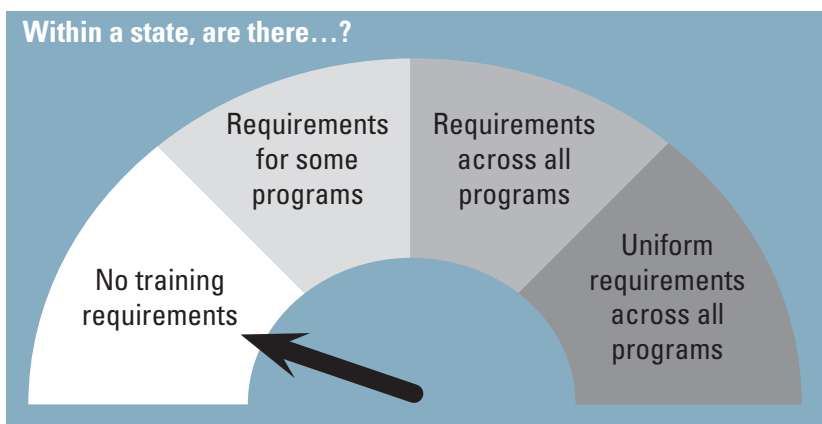 Within a state, are there…?
Requirements
for some
programs
Requirements
across all
programs
No training
requirements
Uniform
requirements
across all
programs